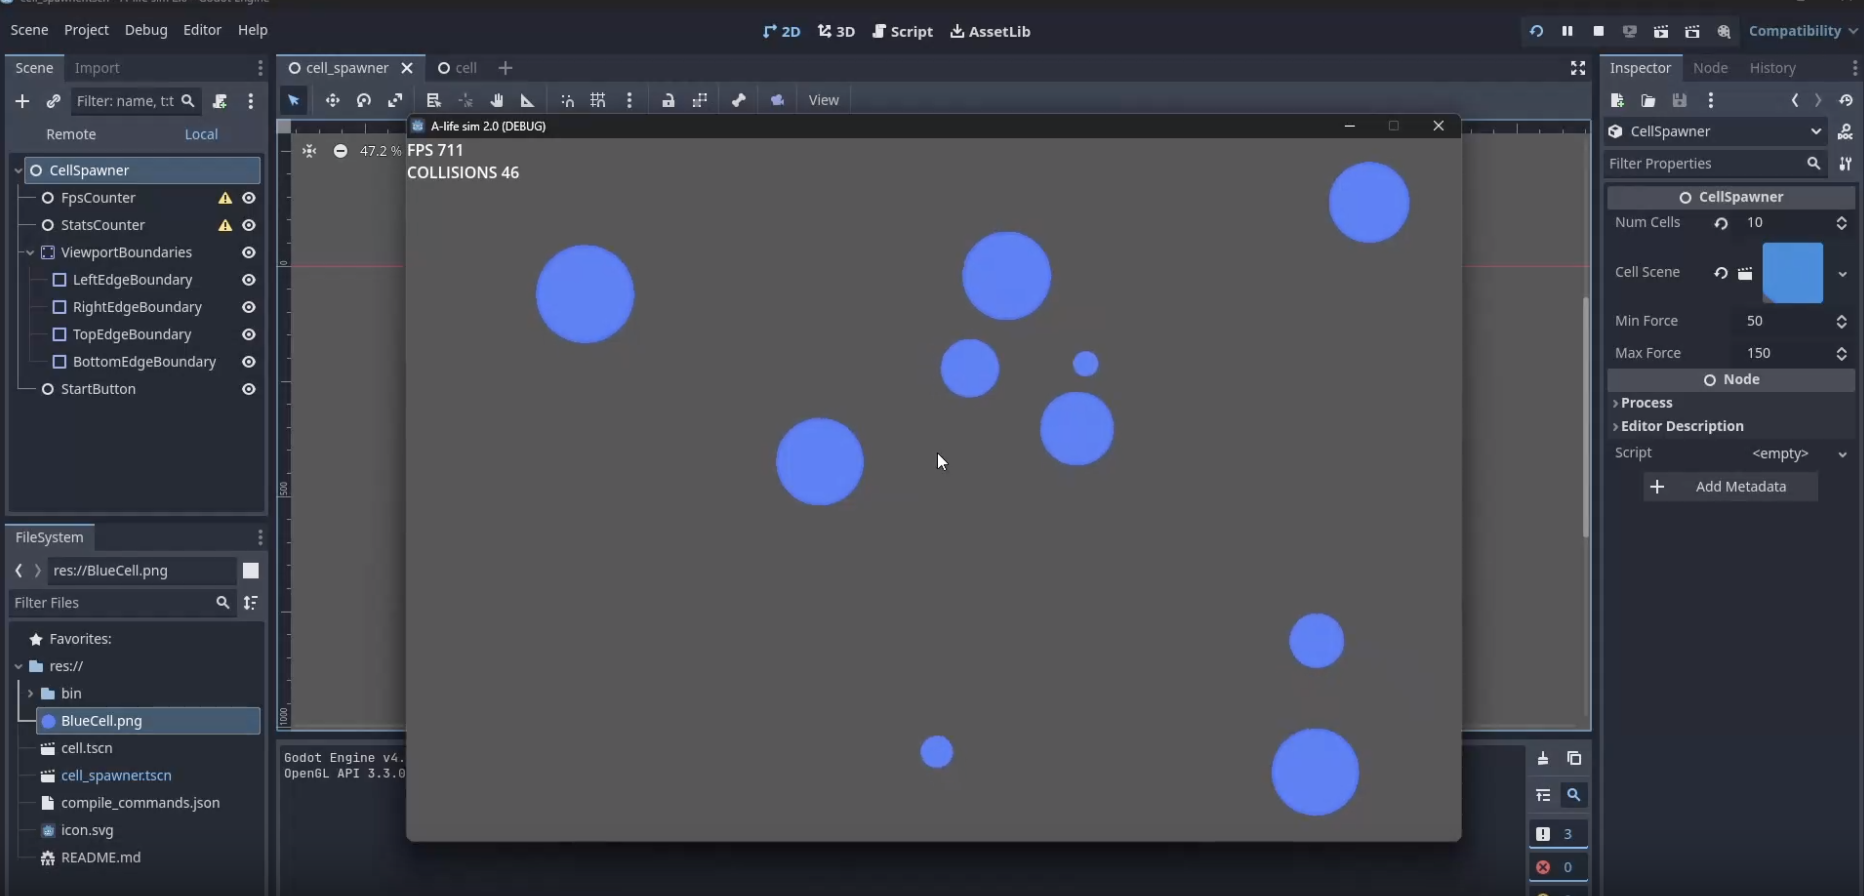 Scene Project Debug Editor Help
2D 3D Script AssetLib
Compatibility
Scene Import
Filter: name, t:t
Remote Local
CellSpawner
FpsCounter
StatsCounter
ViewportBoundaries
LeftEdgeBoundary
RightEdgeBoundary
TopEdgeBoundary
BottomEdgeBoundary
StartButton
FileSystem
res://BlueCell.png
Filter Files
Favorites:
res://
bin
BlueCell.png
cell.tscn
cell_spawner.tscn
compile_commands.json
icon.svg
README.md
cell_spawner cell
View
47.2 %
0
500
1000
A-life sim 2.0 (DEBUG)
FPS 711
COLLISIONS 46
Godot Engine v4.
OpenGL API 3.3.0
3
0
Inspector Node History
CellSpawner
Filter Properties
CellSpawner
Num Cells 10
Cell Scene
Min Force 50
Max Force 150
Node
Process
Editor Description
Script <empty>
Add Metadata